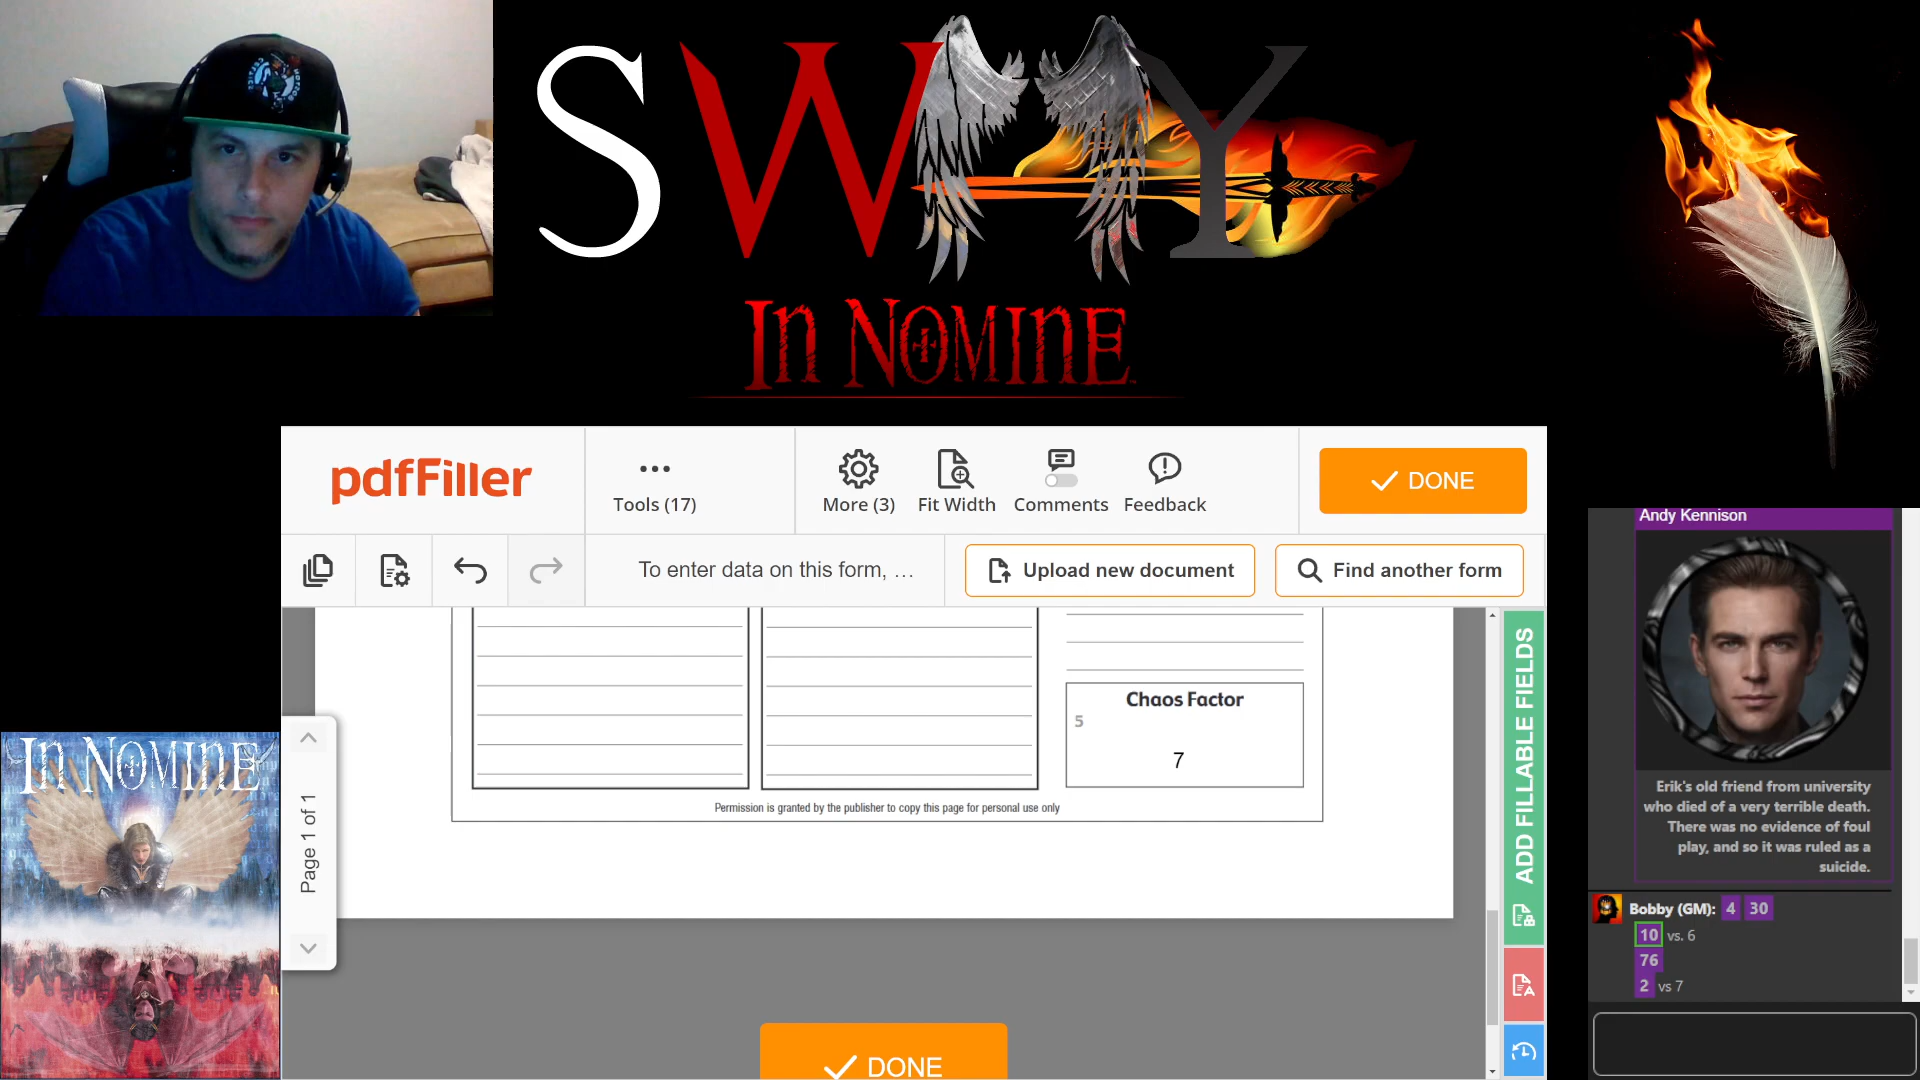 SWAY
IN NOMINE
pdfFiller
Tools (17)
More (3)
Fit Width
Comments
Feedback
DONE
To enter data on this form, ...
Upload new document
Find another form
ADD FILLABLE FIELDS
Chaos Factor
5
7
Permission is granted by the publisher to copy this page for personal use only
Page 1 of 1
DONE
IN NOMINE
Andy Kennison
Erik's old friend from university
who died of a very terrible death.
There was no evidence of foul
play, and so it was ruled as a
suicide.
Bobby (GM): 4 30
10 vs. 6
76
2 vs 7